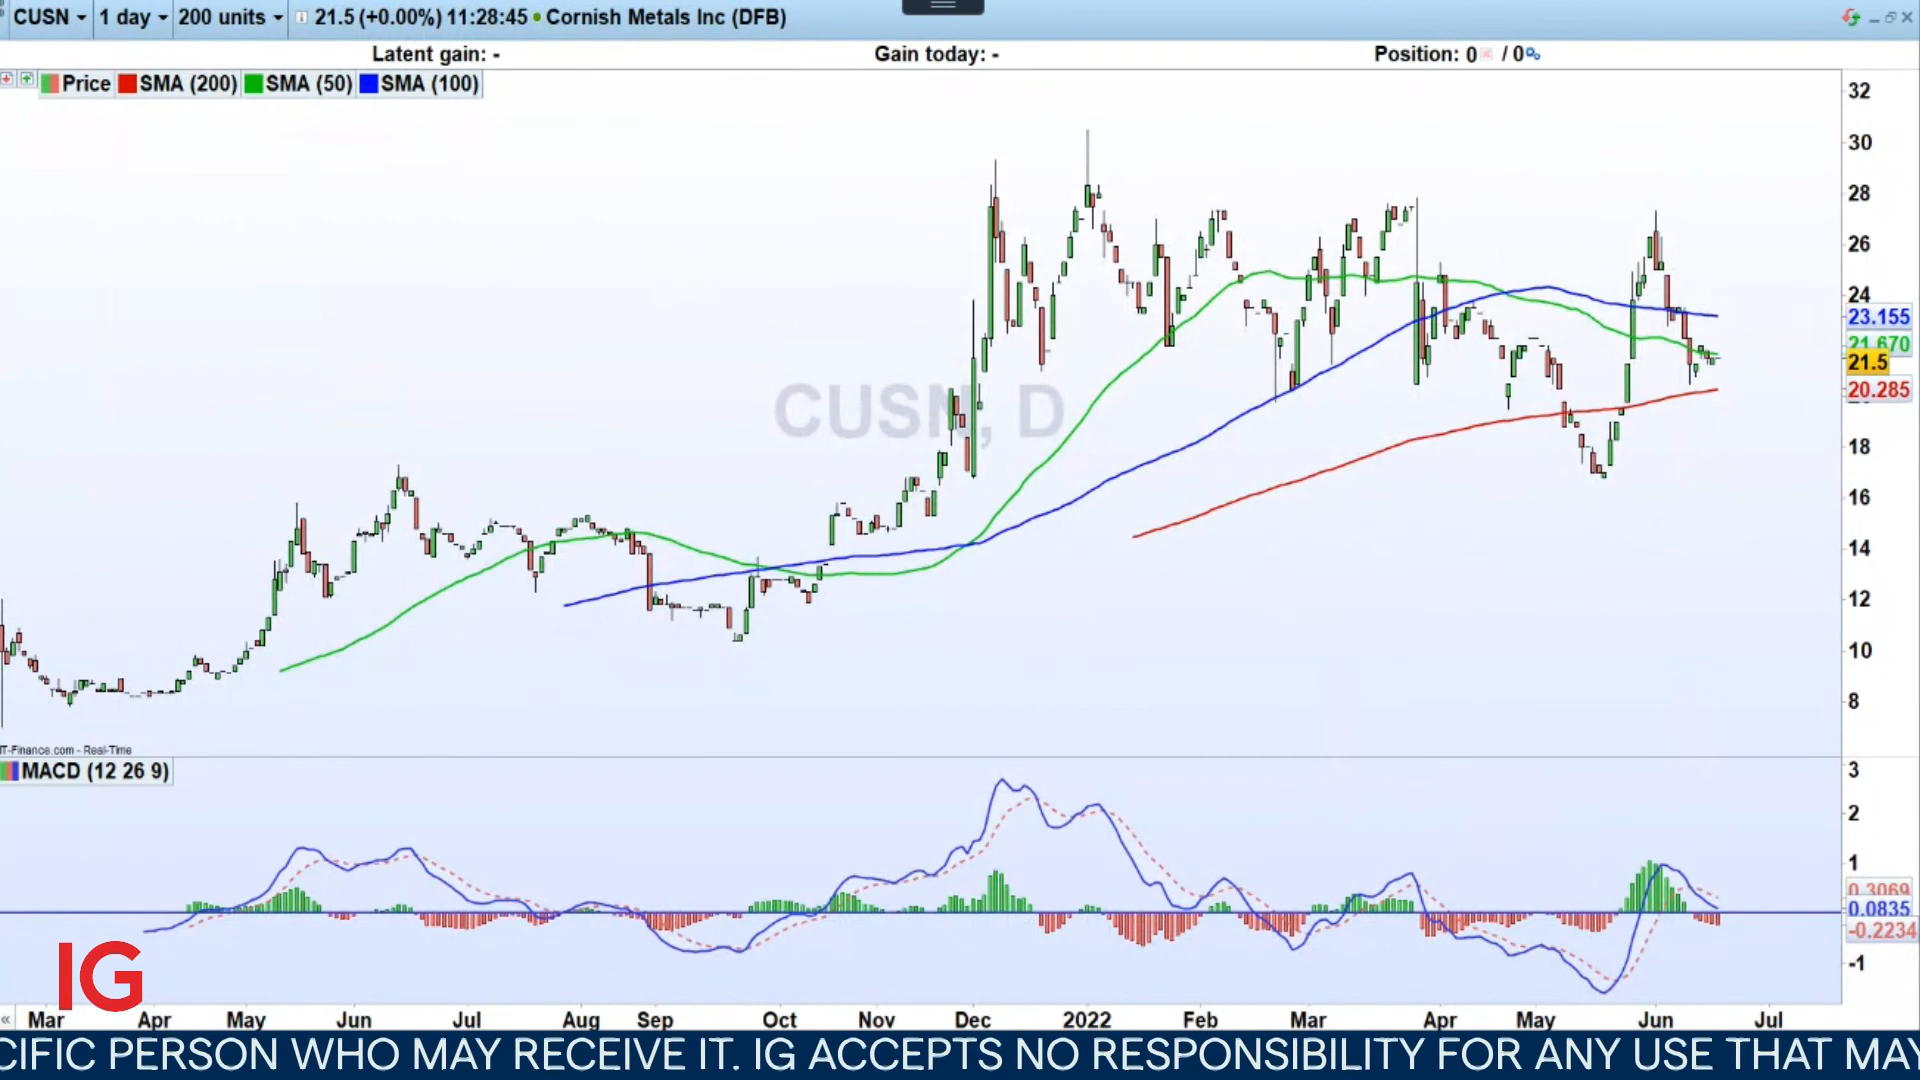 CUSN 1 day 200 units 21.5 (+0.00%) 11:28:45 Cornish Metals Inc (DFB)
Latent gain: - Gain today: - Position: 0 / 0
Price SMA (200) SMA (50) SMA (100)
32
30
28
26
24
23.155
21.670
21.5
20.285
18
16
14
12
10
8
CUSN, D
IT-Finance.com - Real-Time
MACD (12 26 9)
3
2
1
0.3069
0.0835
-0.2234
-1
IG
« Mar Apr May Jun Jul Aug Sep Oct Nov Dec 2022 Feb Mar Apr May Jun Jul
CIFIC PERSON WHO MAY RECEIVE IT. IG ACCEPTS NO RESPONSIBILITY FOR ANY USE THAT MAY